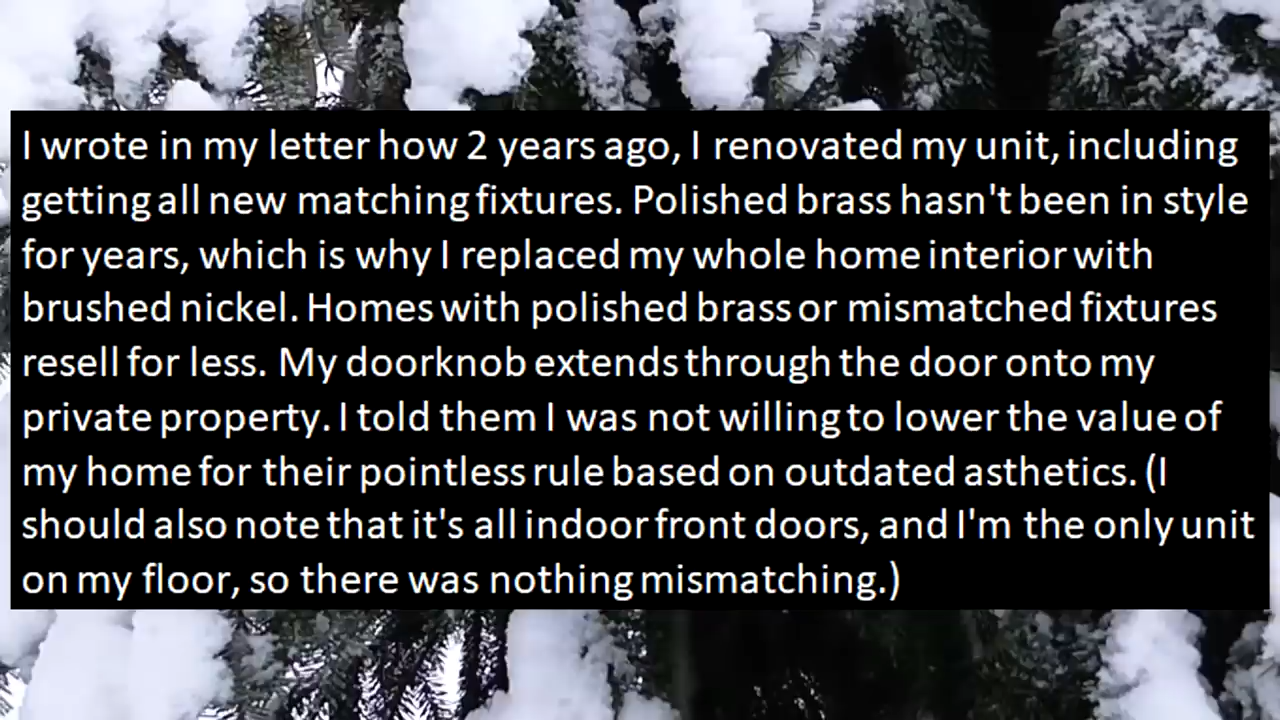 I wrote in my letter how 2 years ago, I renovated my unit, including
getting all new matching fixtures. Polished brass hasn't been in style
for years, which is why I replaced my whole home interior with
brushed nickel. Homes with polished brass or mismatched fixtures
resell for less. My doorknob extends through the door onto my
private property. I told them I was not willing to lower the value of
my home for their pointless rule based on outdated asthetics. (I
should also note that it's all indoor front doors, and I'm the only unit
on my floor, so there was nothing mismatching.)